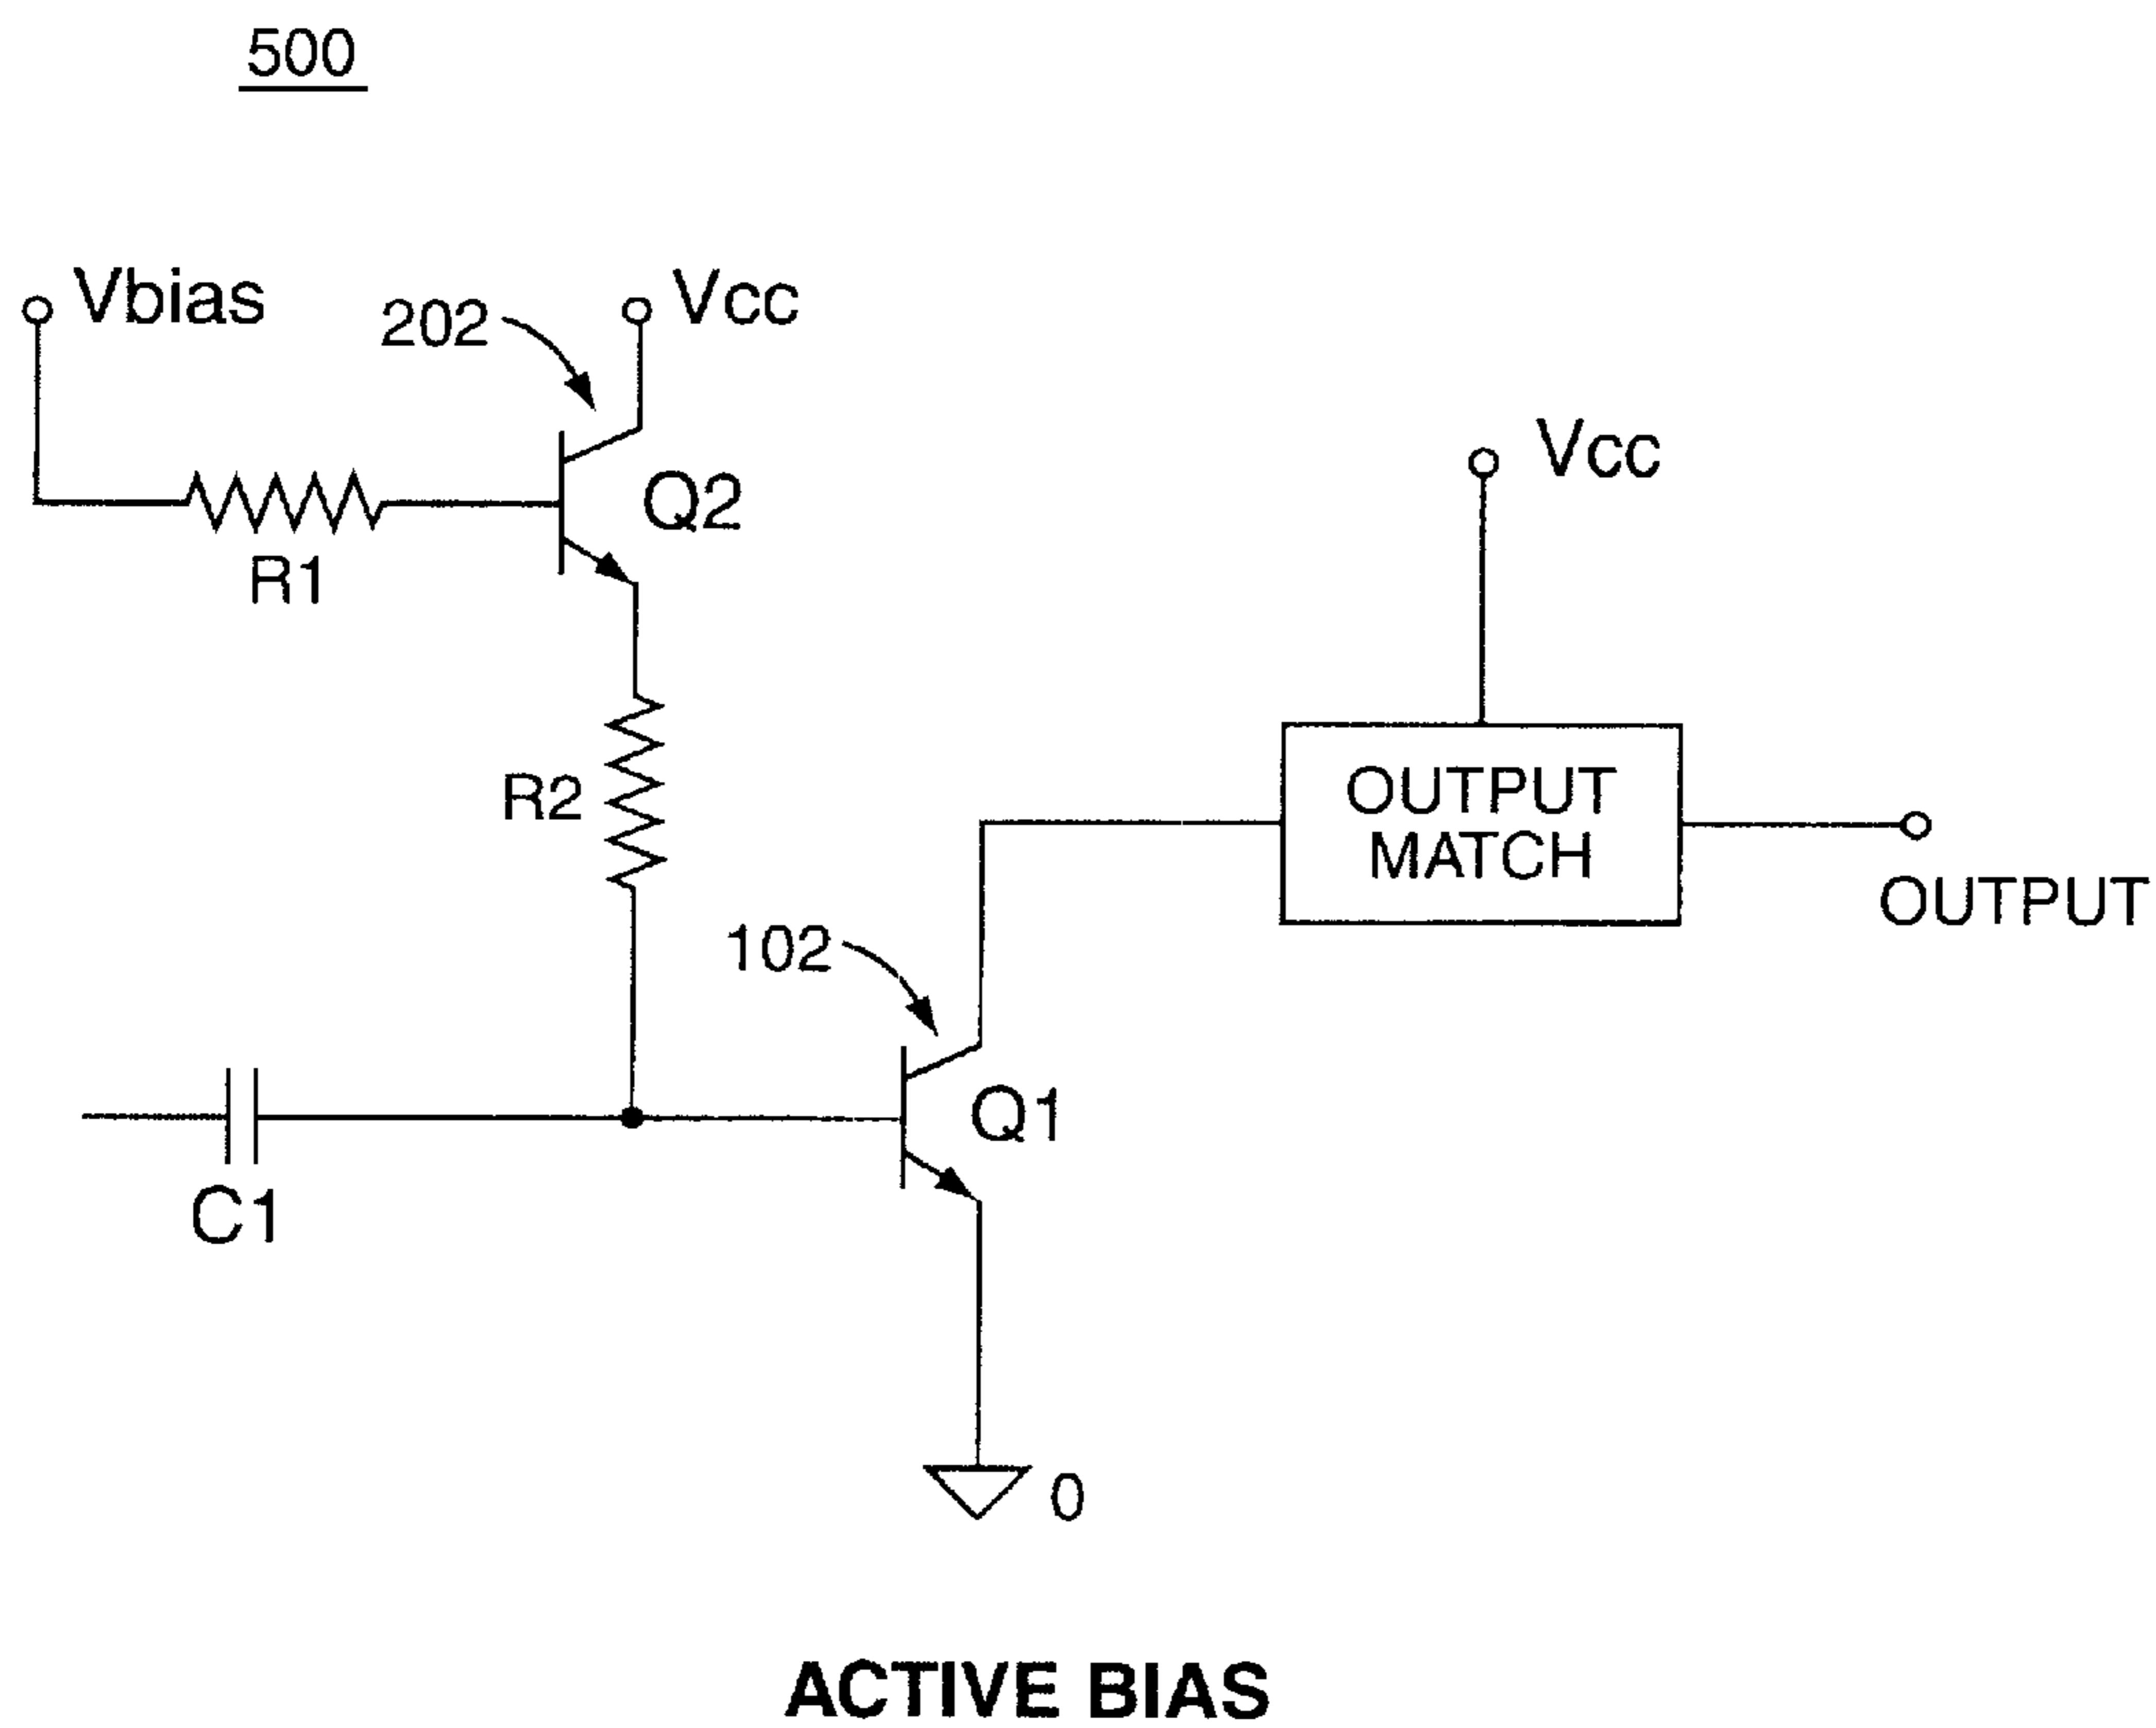 500
Vbias
202
Vcc
Q2
R1
Vcc
R2
OUTPUT
MATCH
OUTPUT
102
Q1
C1
0
ACTIVE BIAS